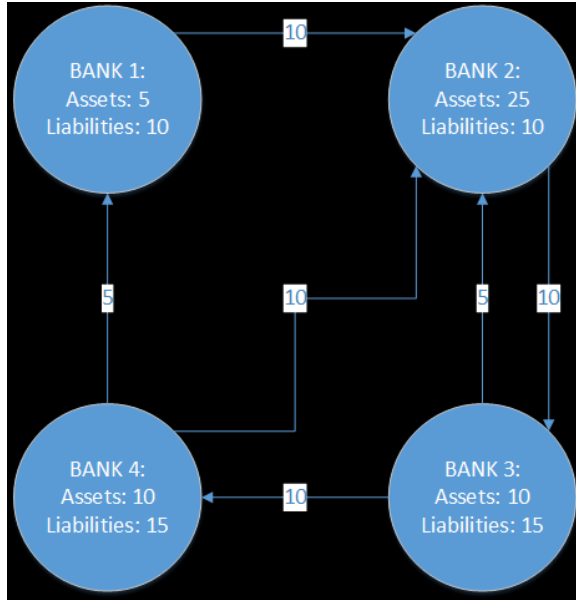 10
BANK 1:
Assets: 5
Liabilities: 10
BANK 2:
Assets: 25
Liabilities: 10
5
10
5
10
BANK 4:
Assets: 10
Liabilities: 15
10
BANK 3:
Assets: 10
Liabilities: 15